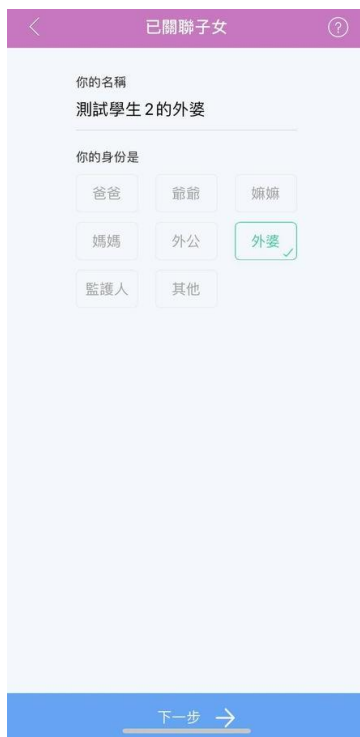 已關聯子女
?
你的名稱
測試學生2的外婆
你的身份是
爸爸 爺爺 嫲嫲
媽媽 外公 外婆
監護人 其他
下一步